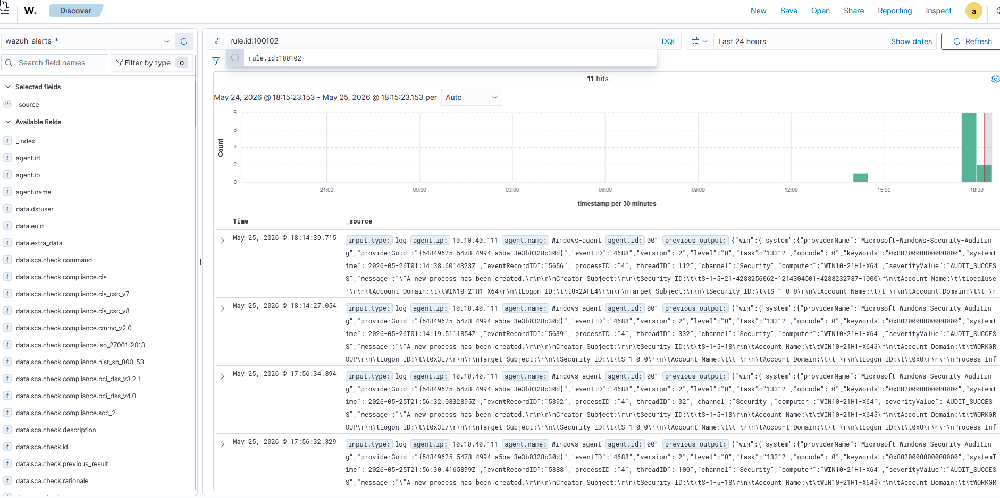 W.
Discover
New Save Open Share Reporting Inspect a
wazuh-alerts-*
rule.id:100102
DQL
Last 24 hours
Show dates
Refresh
Search field names
Filter by type 0
rule.id:100102
Selected fields
_source
Available fields
_index
agent.id
agent.ip
agent.name
data.dstuser
data.euid
data.extra_data
data.sca.check.command
data.sca.check.compliance.cis
data.sca.check.compliance.cis_csc_v7
data.sca.check.compliance.cis_csc_v8
data.sca.check.compliance.cmmc_v2.0
data.sca.check.compliance.iso_27001-2013
data.sca.check.compliance.nist_sp_800-53
data.sca.check.compliance.pci_dss_v3.2.1
data.sca.check.compliance.pci_dss_v4.0
data.sca.check.compliance.soc_2
data.sca.check.description
data.sca.check.id
data.sca.check.previous_result
data.sca.check.rationale
11 hits
May 24, 2026 @ 18:15:23.153 - May 25, 2026 @ 18:15:23.153 per Auto
Count
8
6
4
2
0
21:00 00:00 03:00 06:00 09:00 12:00 15:00 18:00
timestamp per 30 minutes
Time _source
May 25, 2026 @ 18:14:39.715 input.type: log agent.ip: 10.10.40.111 agent.name: Windows-agent agent.id: 001 previous_output: {"win":{"system":{"providerName":"Microsoft-Windows-Security-Auditin
g","providerGuid":"{54849625-5478-4994-a5ba-3e3b0328c30d}","eventID":"4688","version":"2","level":"0","task":"13312","opcode":"0","keywords":"0x8020000000000000","systemT
ime":"2026-05-26T01:14:38.6014323Z","eventRecordID":"5656","processID":"4","threadID":"112","channel":"Security","computer":"WIN10-21H1-X64","severityValue":"AUDIT_SUCCES
S","message":"\"A new process has been created.\r\n\r\nCreator Subject:\r\n\tSecurity ID:\t\tS-1-5-21-4288256062-1214304501-4288232787-1000\r\n\tAccount Name:\t\tlocaluse
r\r\n\tAccount Domain:\t\tWIN10-21H1-X64\r\n\tLogon ID:\t\t0x2AFE4\r\n\r\nTarget Subject:\r\n\tSecurity ID:\t\tS-1-0-0\r\n\tAccount Name:\t\t-\r\n\tAccount Domain:\t\t-\r
May 25, 2026 @ 18:14:27.054 input.type: log agent.ip: 10.10.40.111 agent.name: Windows-agent agent.id: 001 previous_output: {"win":{"system":{"providerName":"Microsoft-Windows-Security-Auditin
g","providerGuid":"{54849625-5478-4994-a5ba-3e3b0328c30d}","eventID":"4688","version":"2","level":"0","task":"13312","opcode":"0","keywords":"0x8020000000000000","systemT
ime":"2026-05-26T01:14:19.5111854Z","eventRecordID":"5639","processID":"4","threadID":"332","channel":"Security","computer":"WIN10-21H1-X64","severityValue":"AUDIT_SUCCES
S","message":"\"A new process has been created.\r\n\r\nCreator Subject:\r\n\tSecurity ID:\t\tS-1-5-18\r\n\tAccount Name:\t\tWIN10-21H1-X64$\r\n\tAccount Domain:\t\tWORKGR
OUP\r\n\tLogon ID:\t\t0x3E7\r\n\r\nTarget Subject:\r\n\tSecurity ID:\t\tS-1-0-0\r\n\tAccount Name:\t\t-\r\n\tAccount Domain:\t\t-\r\n\tLogon ID:\t\t0x0\r\n\r\nProcess Inf
May 25, 2026 @ 17:56:34.894 input.type: log agent.ip: 10.10.40.111 agent.name: Windows-agent agent.id: 001 previous_output: {"win":{"system":{"providerName":"Microsoft-Windows-Security-Auditin
g","providerGuid":"{54849625-5478-4994-a5ba-3e3b0328c30d}","eventID":"4688","version":"2","level":"0","task":"13312","opcode":"0","keywords":"0x8020000000000000","systemT
ime":"2026-05-25T21:56:32.0832895Z","eventRecordID":"5392","processID":"4","threadID":"32","channel":"Security","computer":"WIN10-21H1-X64","severityValue":"AUDIT_SUCCES
S","message":"\"A new process has been created.\r\n\r\nCreator Subject:\r\n\tSecurity ID:\t\tS-1-5-18\r\n\tAccount Name:\t\tWIN10-21H1-X64$\r\n\tAccount Domain:\t\tWORKGR
OUP\r\n\tLogon ID:\t\t0x3E7\r\n\r\nTarget Subject:\r\n\tSecurity ID:\t\tS-1-0-0\r\n\tAccount Name:\t\t-\r\n\tAccount Domain:\t\t-\r\n\tLogon ID:\t\t0x0\r\n\r\nProcess Inf
May 25, 2026 @ 17:56:32.329 input.type: log agent.ip: 10.10.40.111 agent.name: Windows-agent agent.id: 001 previous_output: {"win":{"system":{"providerName":"Microsoft-Windows-Security-Auditin
g","providerGuid":"{54849625-5478-4994-a5ba-3e3b0328c30d}","eventID":"4688","version":"2","level":"0","task":"13312","opcode":"0","keywords":"0x8020000000000000","systemT
ime":"2026-05-25T21:56:30.4165899Z","eventRecordID":"5388","processID":"4","threadID":"100","channel":"Security","computer":"WIN10-21H1-X64","severityValue":"AUDIT_SUCCES
S","message":"\"A new process has been created.\r\n\r\nCreator Subject:\r\n\tSecurity ID:\t\tS-1-5-18\r\n\tAccount Name:\t\tWIN10-21H1-X64$\r\n\tAccount Domain:\t\tWORKGR